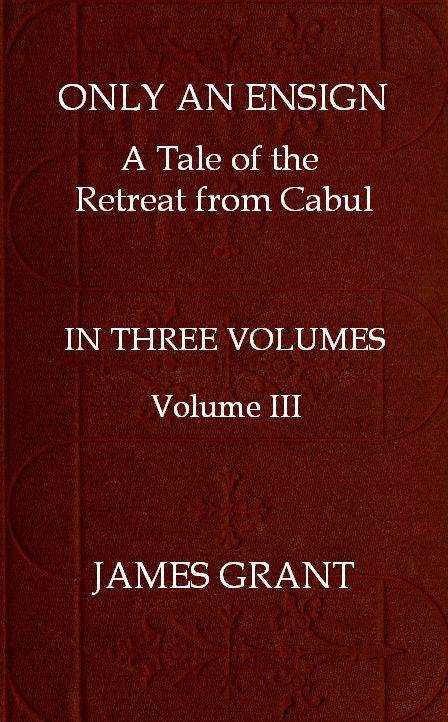 ONLY AN ENSIGN
A Tale of the
Retreat from Cabul
IN THREE VOLUMES
Volume III
JAMES GRANT